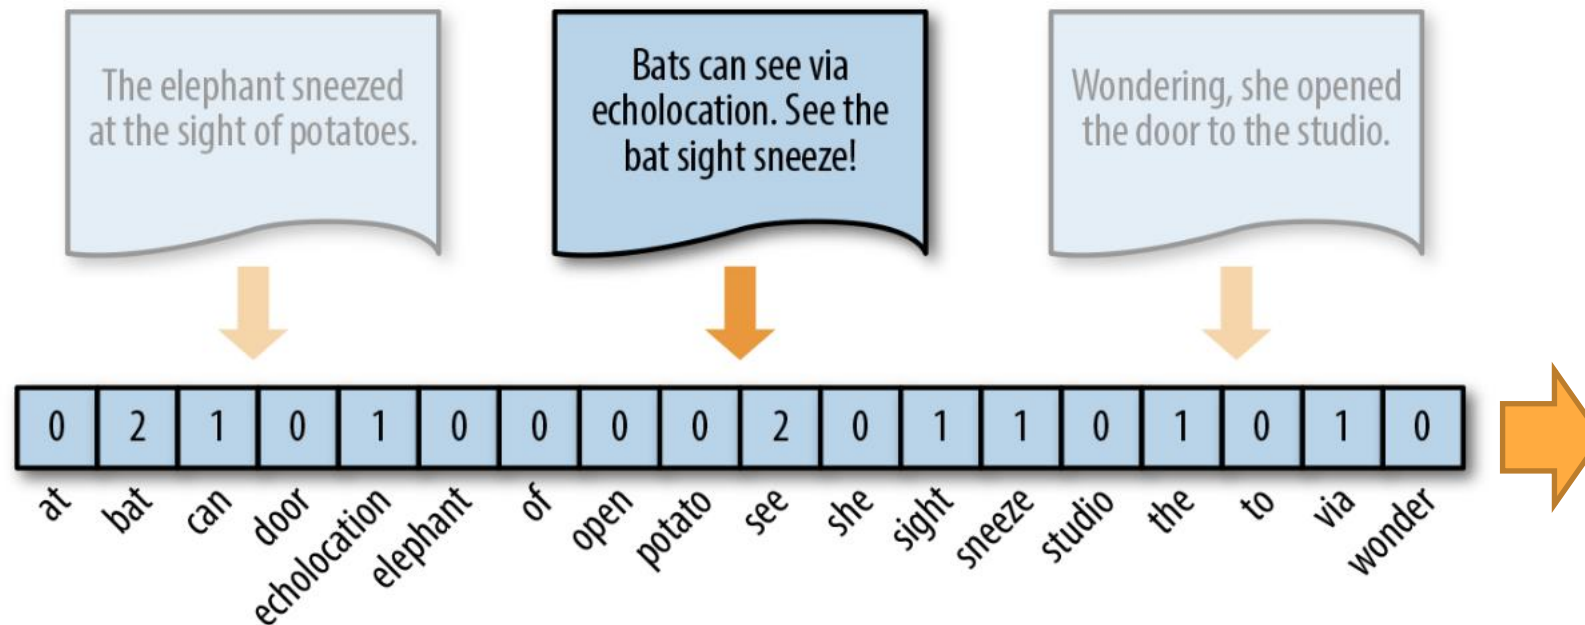 The elephant sneezed
at the sight of potatoes.
Bats can see via
echolocation. See the
bat sight sneeze!
Wondering, she opened
the door to the studio.
0 2 1 0 1 0 0 0 0 2 0 1 1 0 1 0 1 0
at bat can door echolocation elephant of open potato see she sight sneeze studio the to via wonder